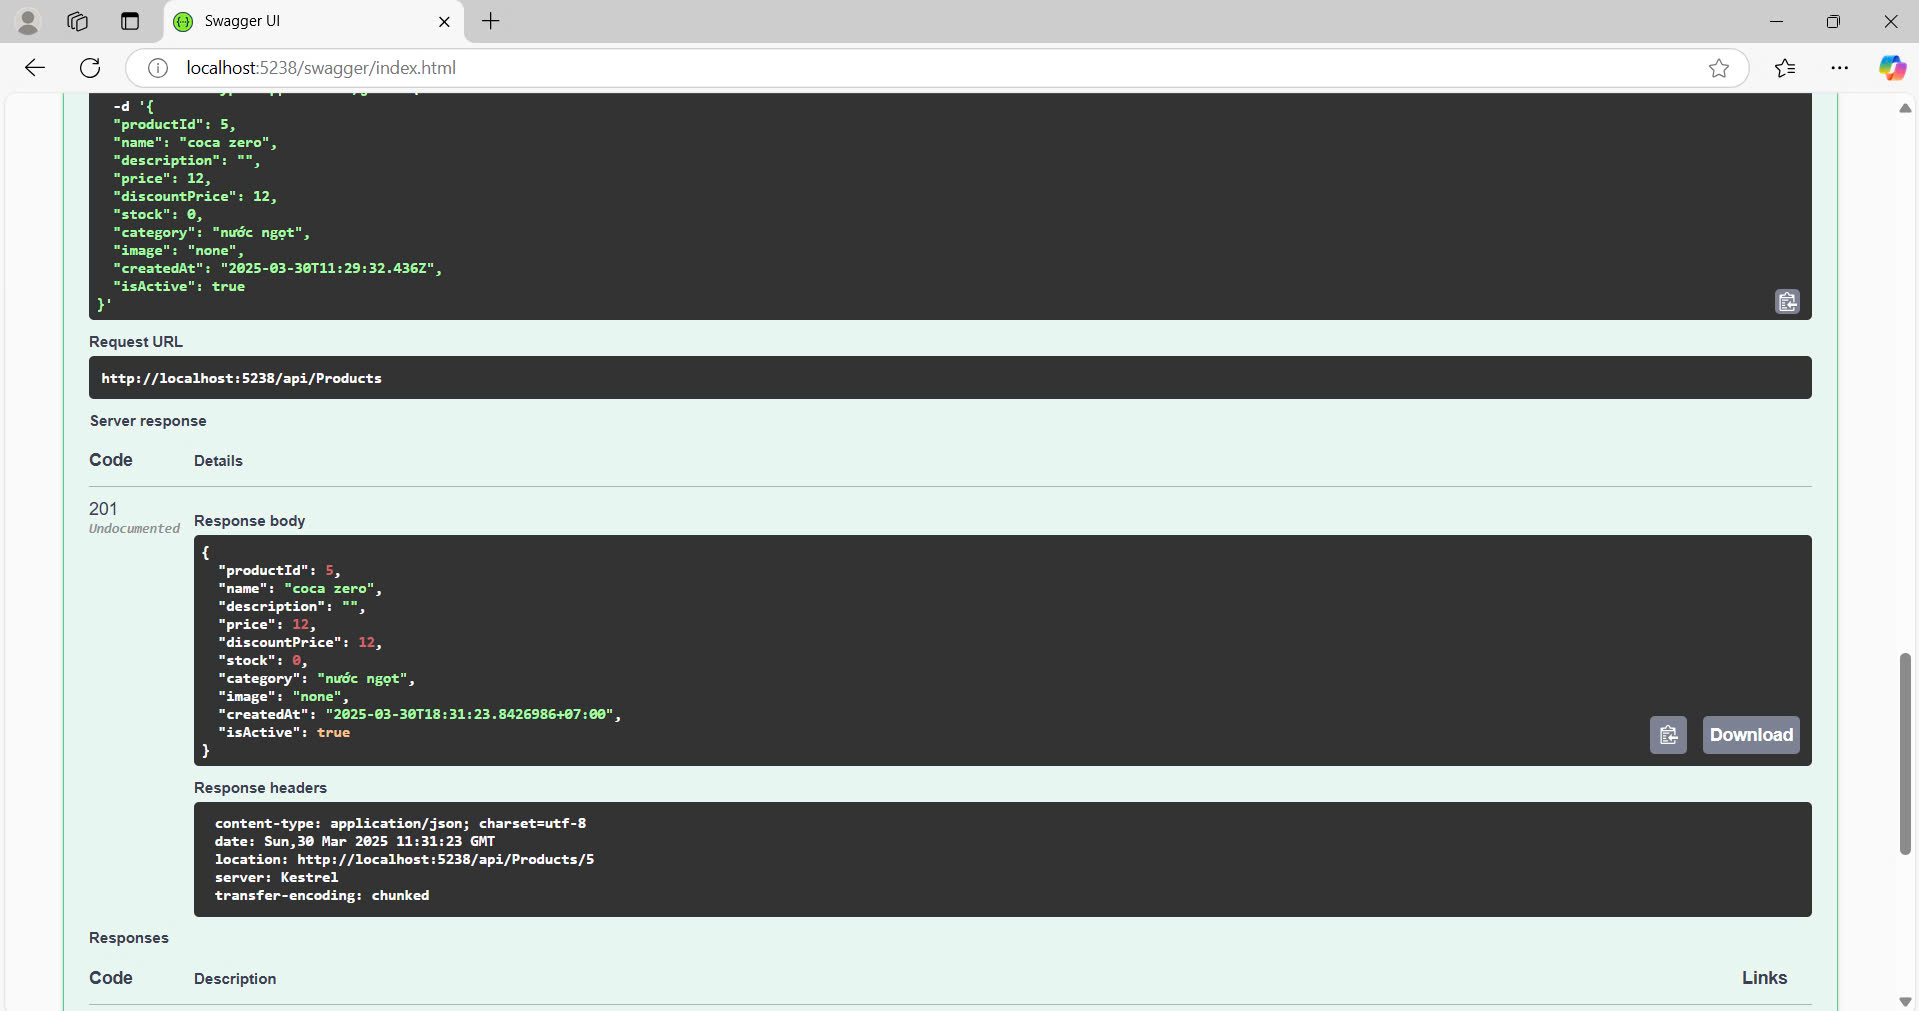 Swagger UI
localhost:5238/swagger/index.html
-d '{
"productId": 5,
"name": "coca zero",
"description": "",
"price": 12,
"discountPrice": 12,
"stock": 0,
"category": "nước ngọt",
"image": "none",
"createdAt": "2025-03-30T11:29:32.436Z",
"isActive": true
}'
Request URL
http://localhost:5238/api/Products
Server response
Code Details
201
Undocumented
Response body
{
"productId": 5,
"name": "coca zero",
"description": "",
"price": 12,
"discountPrice": 12,
"stock": 0,
"category": "nước ngọt",
"image": "none",
"createdAt": "2025-03-30T18:31:23.8426986+07:00",
"isActive": true
}
Download
Response headers
content-type: application/json; charset=utf-8
date: Sun,30 Mar 2025 11:31:23 GMT
location: http://localhost:5238/api/Products/5
server: Kestrel
transfer-encoding: chunked
Responses
Code Description Links